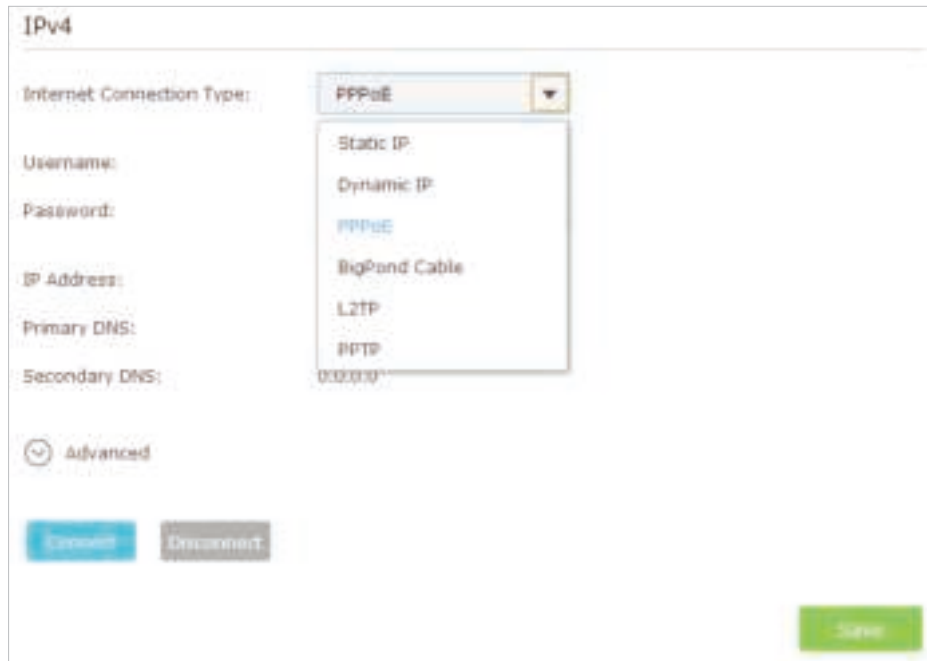 IPv4
Internet Connection Type: PPPoE
Static IP
Username:
Dynamic IP
Password:
PPPoE
BigPond Cable
IP Address:
L2TP
Primary DNS:
PPTP
Secondary DNS: 0.0.0.0
Advanced
Connect Disconnect
Save